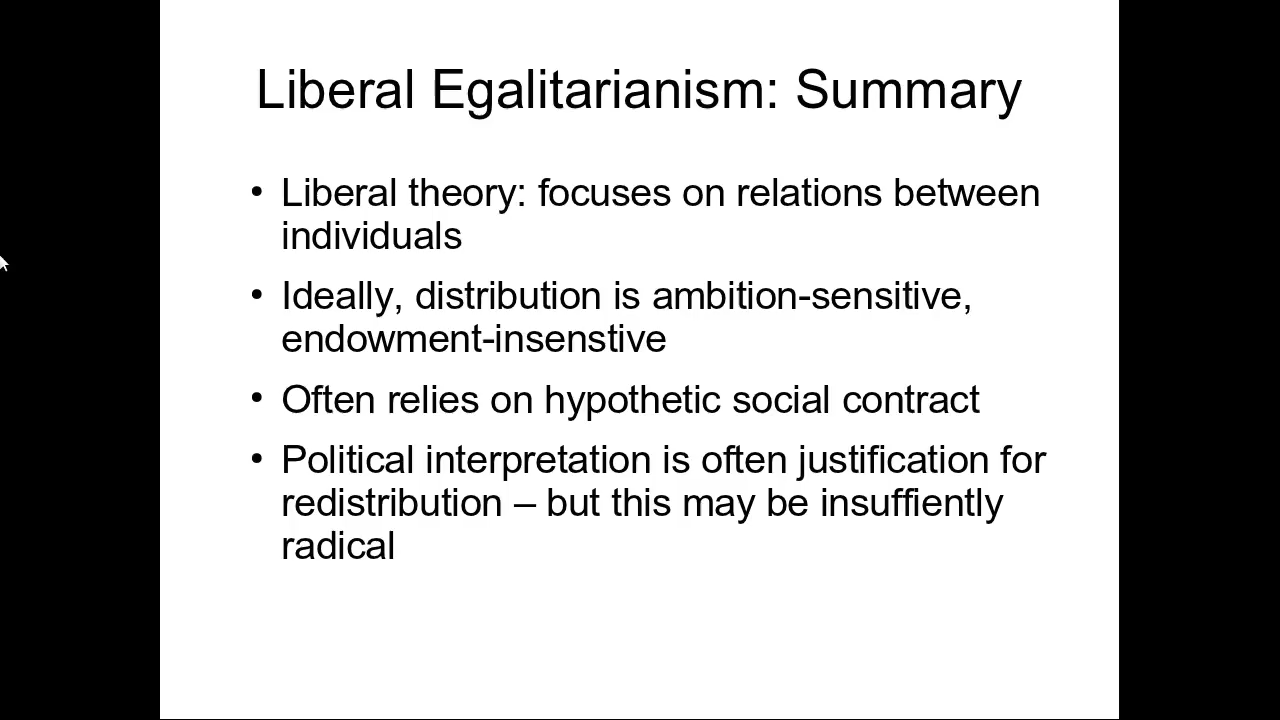 Liberal Egalitarianism: Summary
• Liberal theory: focuses on relations between
individuals
• Ideally, distribution is ambition-sensitive,
endowment-insenstive
• Often relies on hypothetic social contract
• Political interpretation is often justification for
redistribution – but this may be insuffiently
radical